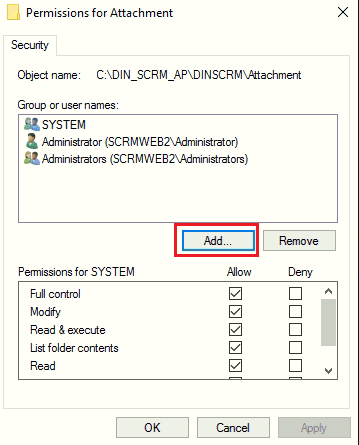 Permissions for Attachment
Security
Object name: C:\DIN_SCRM_AP\DINSCRM\Attachment
Group or user names:
SYSTEM
Administrator (SCRMWEB2\Administrator)
Administrators (SCRMWEB2\Administrators)
Add... Remove
Permissions for SYSTEM Allow Deny
Full control
Modify
Read & execute
List folder contents
Read
OK Cancel Apply